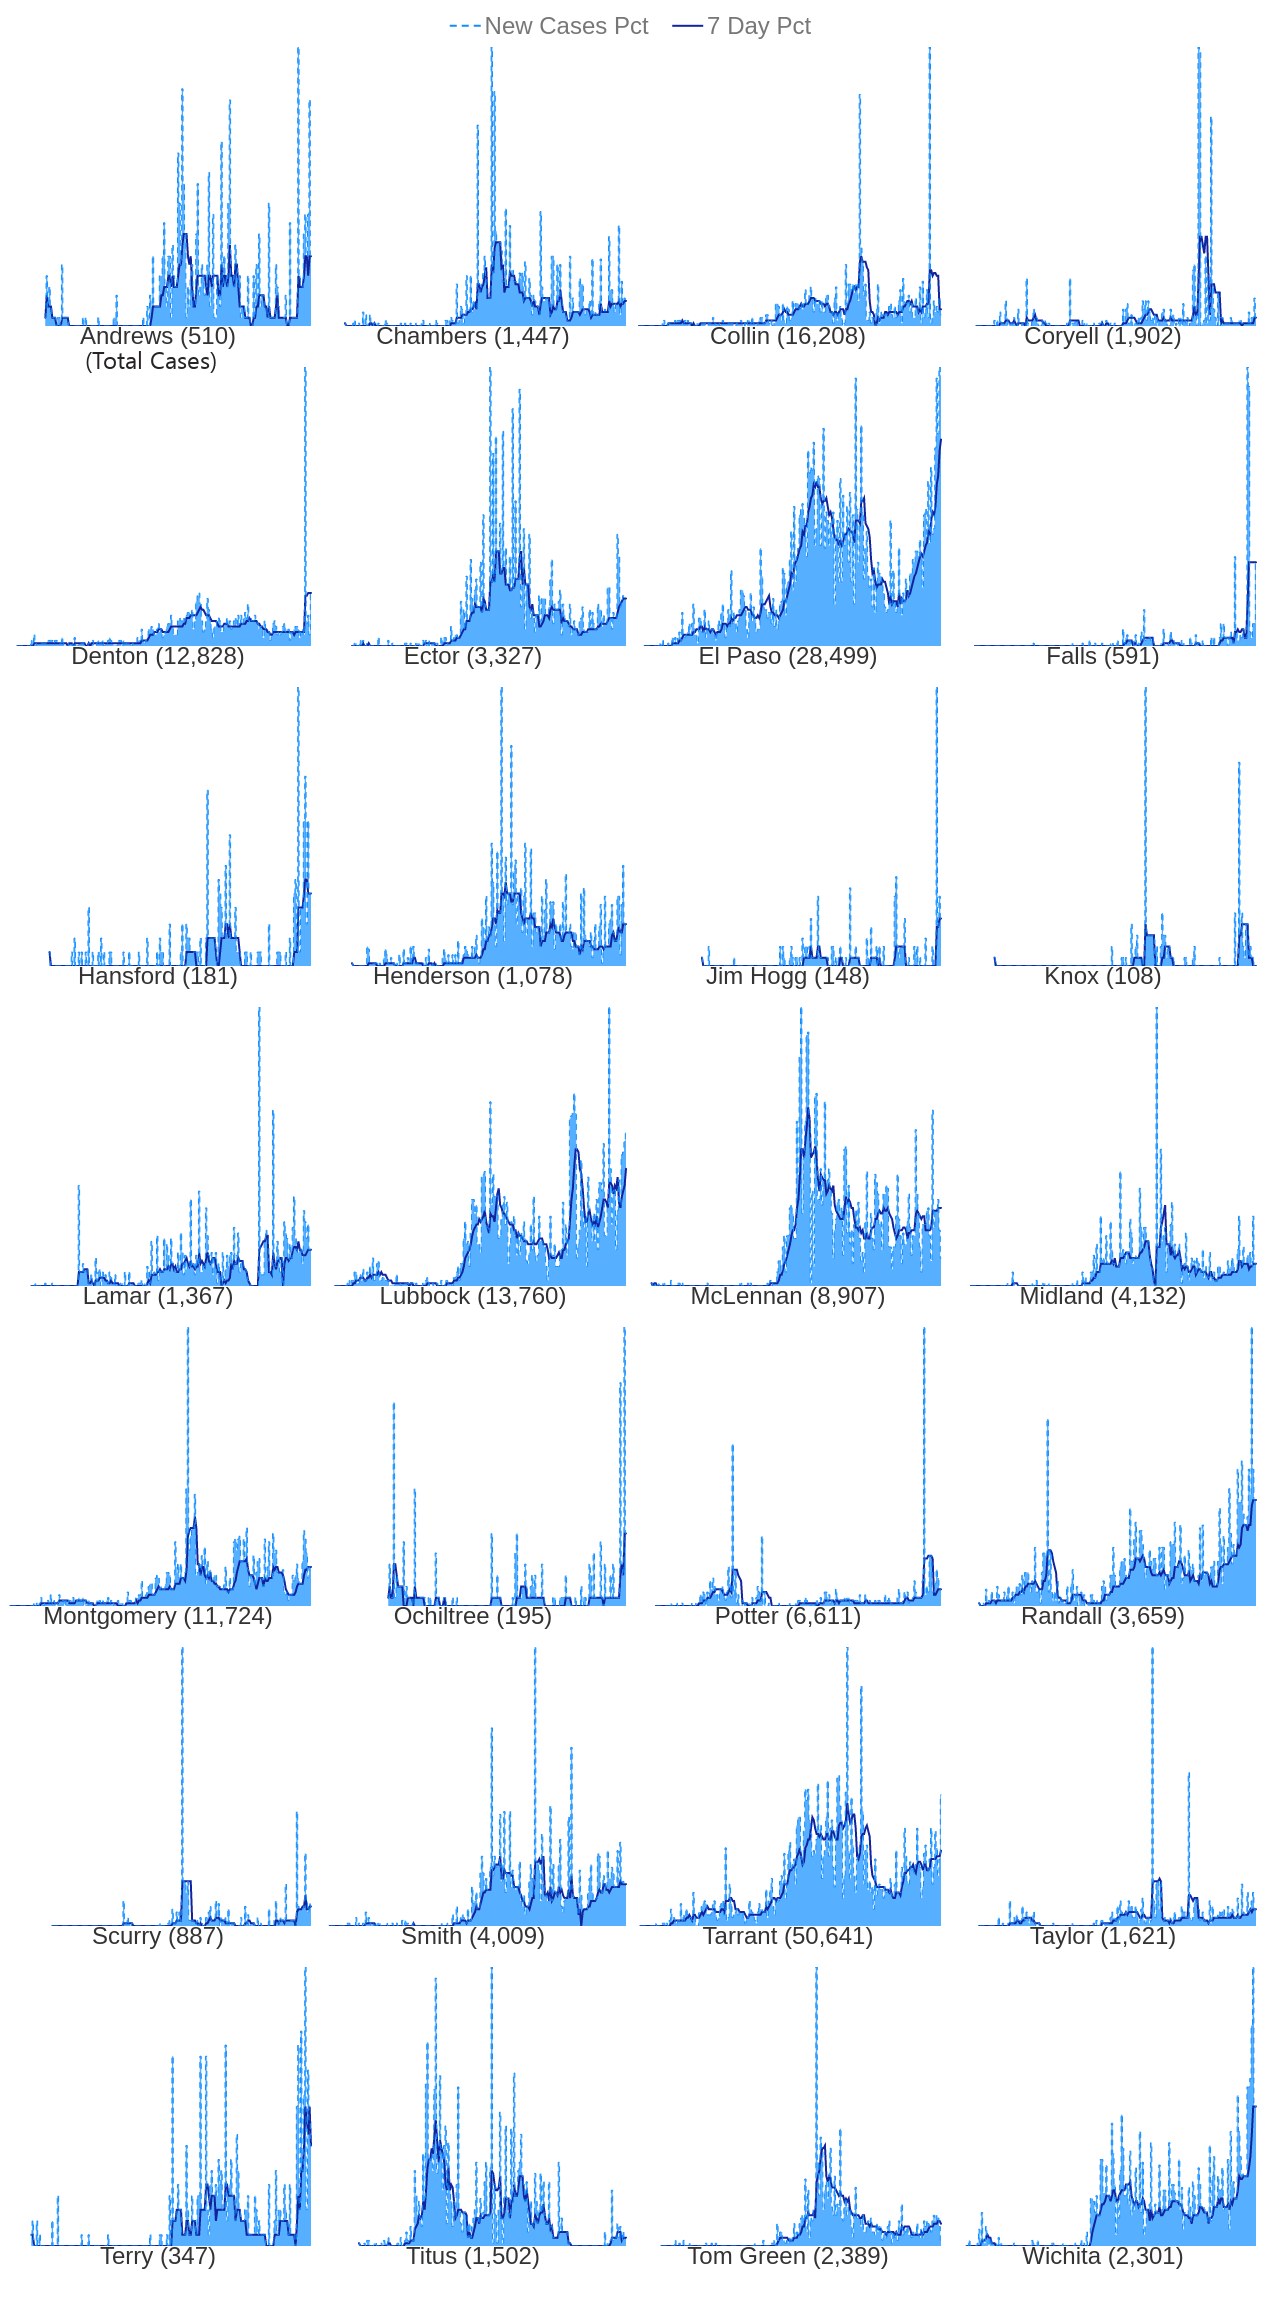 New Cases Pct 7 Day Pct
Andrews (510) Chambers (1,447) Collin (16,208) Coryell (1,902)
(Total Cases)
Denton (12,828) Ector (3,327) El Paso (28,499) Falls (591)
Hansford (181) Henderson (1,078) Jim Hogg (148) Knox (108)
Lamar (1,367) Lubbock (13,760) McLennan (8,907) Midland (4,132)
Montgomery (11,724) Ochiltree (195) Potter (6,611) Randall (3,659)
Scurry (887) Smith (4,009) Tarrant (50,641) Taylor (1,621)
Terry (347) Titus (1,502) Tom Green (2,389) Wichita (2,301)